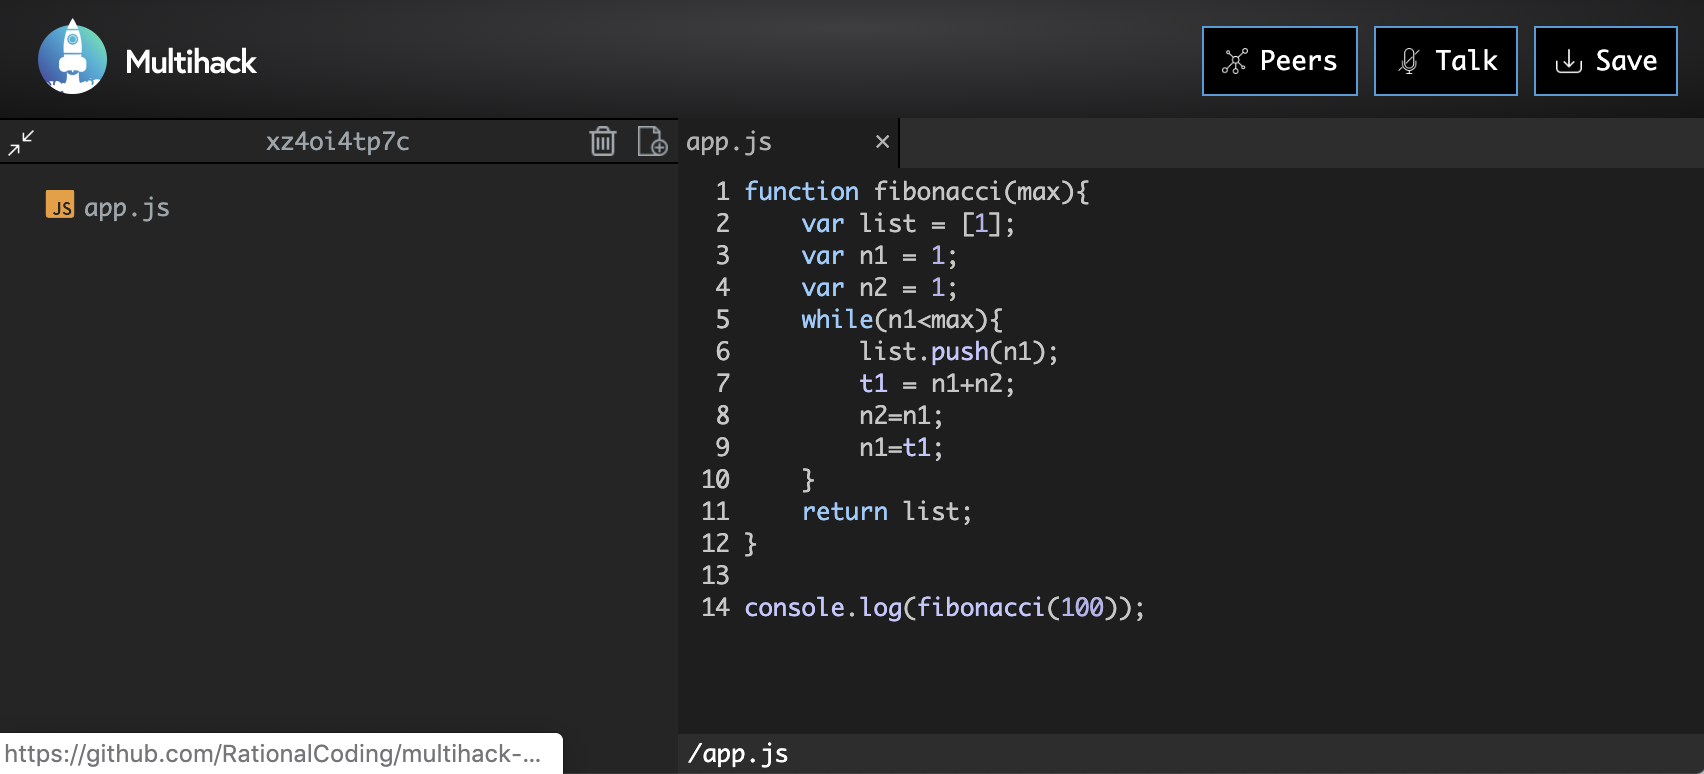 Multihack
Peers
Talk
Save
xz4oi4tp7c
JS app.js
app.js ×
1 function fibonacci(max){
2     var list = [1];
3     var n1 = 1;
4     var n2 = 1;
5     while(n1<max){
6         list.push(n1);
7         t1 = n1+n2;
8         n2=n1;
9         n1=t1;
10     }
11     return list;
12 }
13
14 console.log(fibonacci(100));
https://github.com/RationalCoding/multihack-...
/app.js